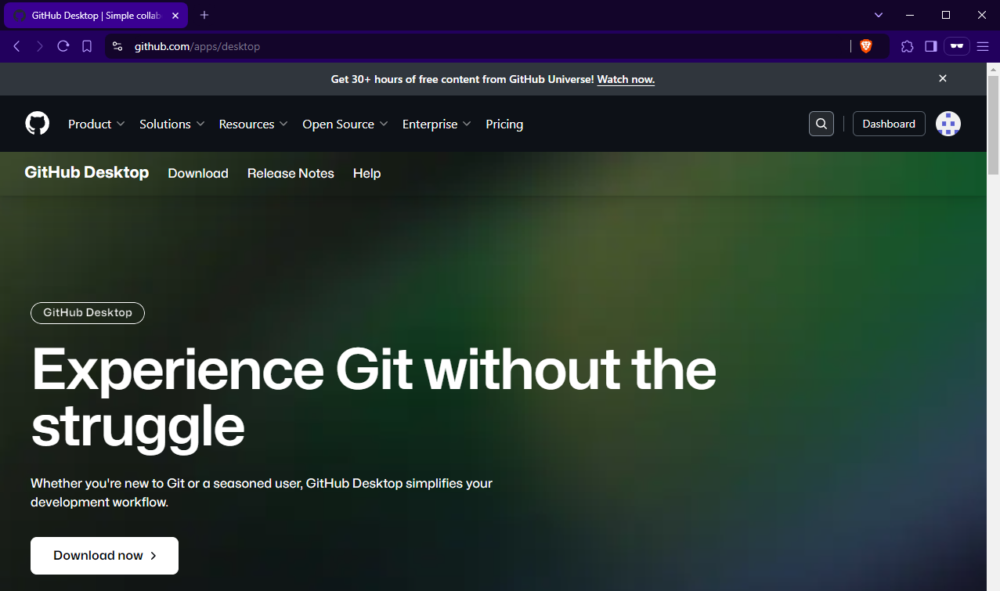 GitHub Desktop | Simple collab
github.com/apps/desktop
Get 30+ hours of free content from GitHub Universe! Watch now.
Product Solutions Resources Open Source Enterprise Pricing Dashboard
GitHub Desktop Download Release Notes Help
GitHub Desktop
Experience Git without the
struggle
Whether you're new to Git or a seasoned user, GitHub Desktop simplifies your
development workflow.
Download now